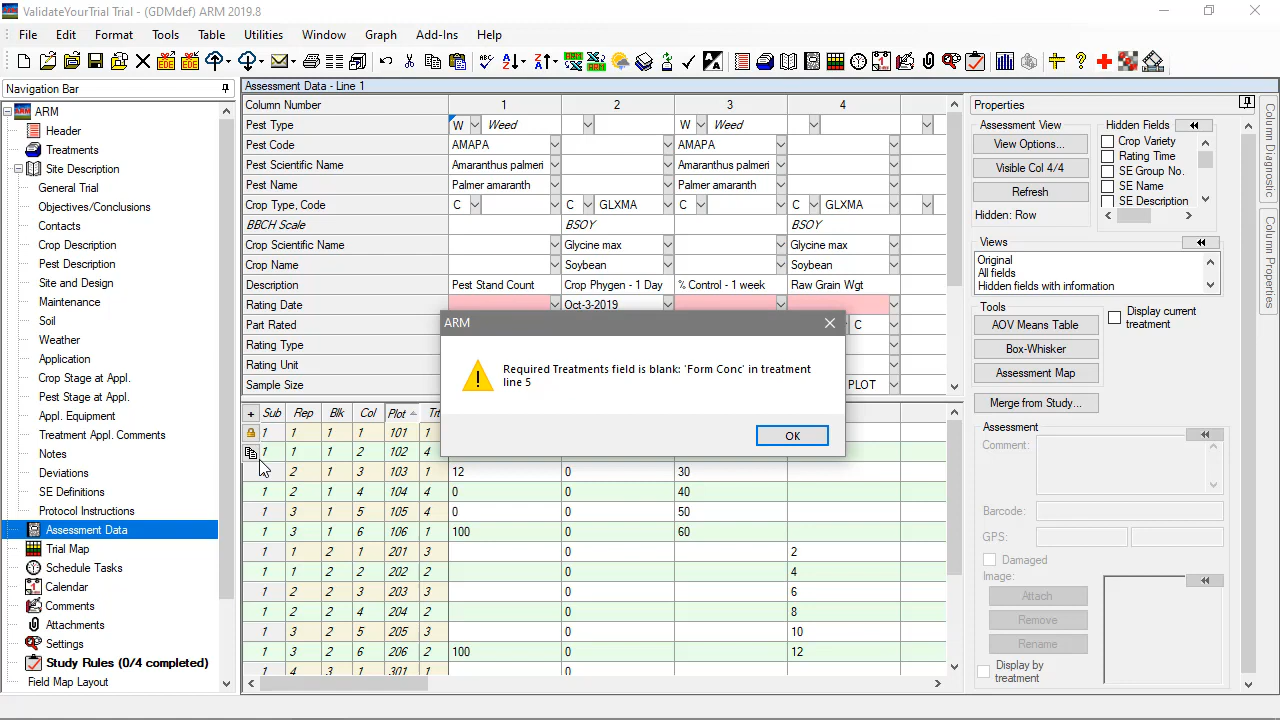 ValidateYourTrial Trial - (GDMdef) ARM 2019.8
File Edit Format Tools Table Utilities Window Graph Add-Ins Help
Navigation Bar
ARM
Header
Treatments
Site Description
General Trial
Objectives/Conclusions
Contacts
Crop Description
Pest Description
Site and Design
Maintenance
Soil
Weather
Application
Crop Stage at Appl.
Pest Stage at Appl.
Appl. Equipment
Treatment Appl. Comments
Notes
Deviations
SE Definitions
Protocol Instructions
Assessment Data
Trial Map
Schedule Tasks
Calendar
Comments
Attachments
Settings
Study Rules (0/4 completed)
Field Map Layout
Assessment Data - Line 1
Column Number 1 2 3 4
Pest Type W Weed W Weed
Pest Code AMAPA AMAPA
Pest Scientific Name Amaranthus palmeri Amaranthus palmeri
Pest Name Palmer amaranth Palmer amaranth
Crop Type, Code C C GLXMA C C GLXMA
BBCH Scale BSOY BSOY
Crop Scientific Name Glycine max Glycine max
Crop Name Soybean Soybean
Description Pest Stand Count Crop Phygen - 1 Day % Control - 1 week Raw Grain Wgt
Rating Date Oct-3-2019
Part Rated C
Rating Type
Rating Unit
Sample Size PLOT
ARM
Required Treatments field is blank: 'Form Conc' in treatment
line 5
OK
+ Sub Rep Blk Col Plot Trt
1 1 1 1 101 1
1 1 1 2 102 4
1 2 1 3 103 1 12 0 30
1 2 1 4 104 4 0 0 40
1 3 1 5 105 4 0 0 50
1 3 1 6 106 1 100 0 60
1 1 2 1 201 3 0 2
1 1 2 2 202 2 0 4
1 2 2 3 203 3 0 6
1 2 2 4 204 2 0 8
1 3 2 5 205 3 0 10
1 3 2 6 206 2 100 0 12
1 4 3 1 301 1 0
Properties
Assessment View
View Options...
Visible Col 4/4
Refresh
Hidden: Row
Hidden Fields
Crop Variety
Rating Time
SE Group No.
SE Name
SE Description
Views
Original
All fields
Hidden fields with information
Tools
AOV Means Table
Box-Whisker
Assessment Map
Display current
treatment
Merge from Study...
Assessment
Comment:
Barcode:
GPS:
Damaged
Image:
Attach
Remove
Rename
Display by
treatment
Column Diagnostic
Column Properties